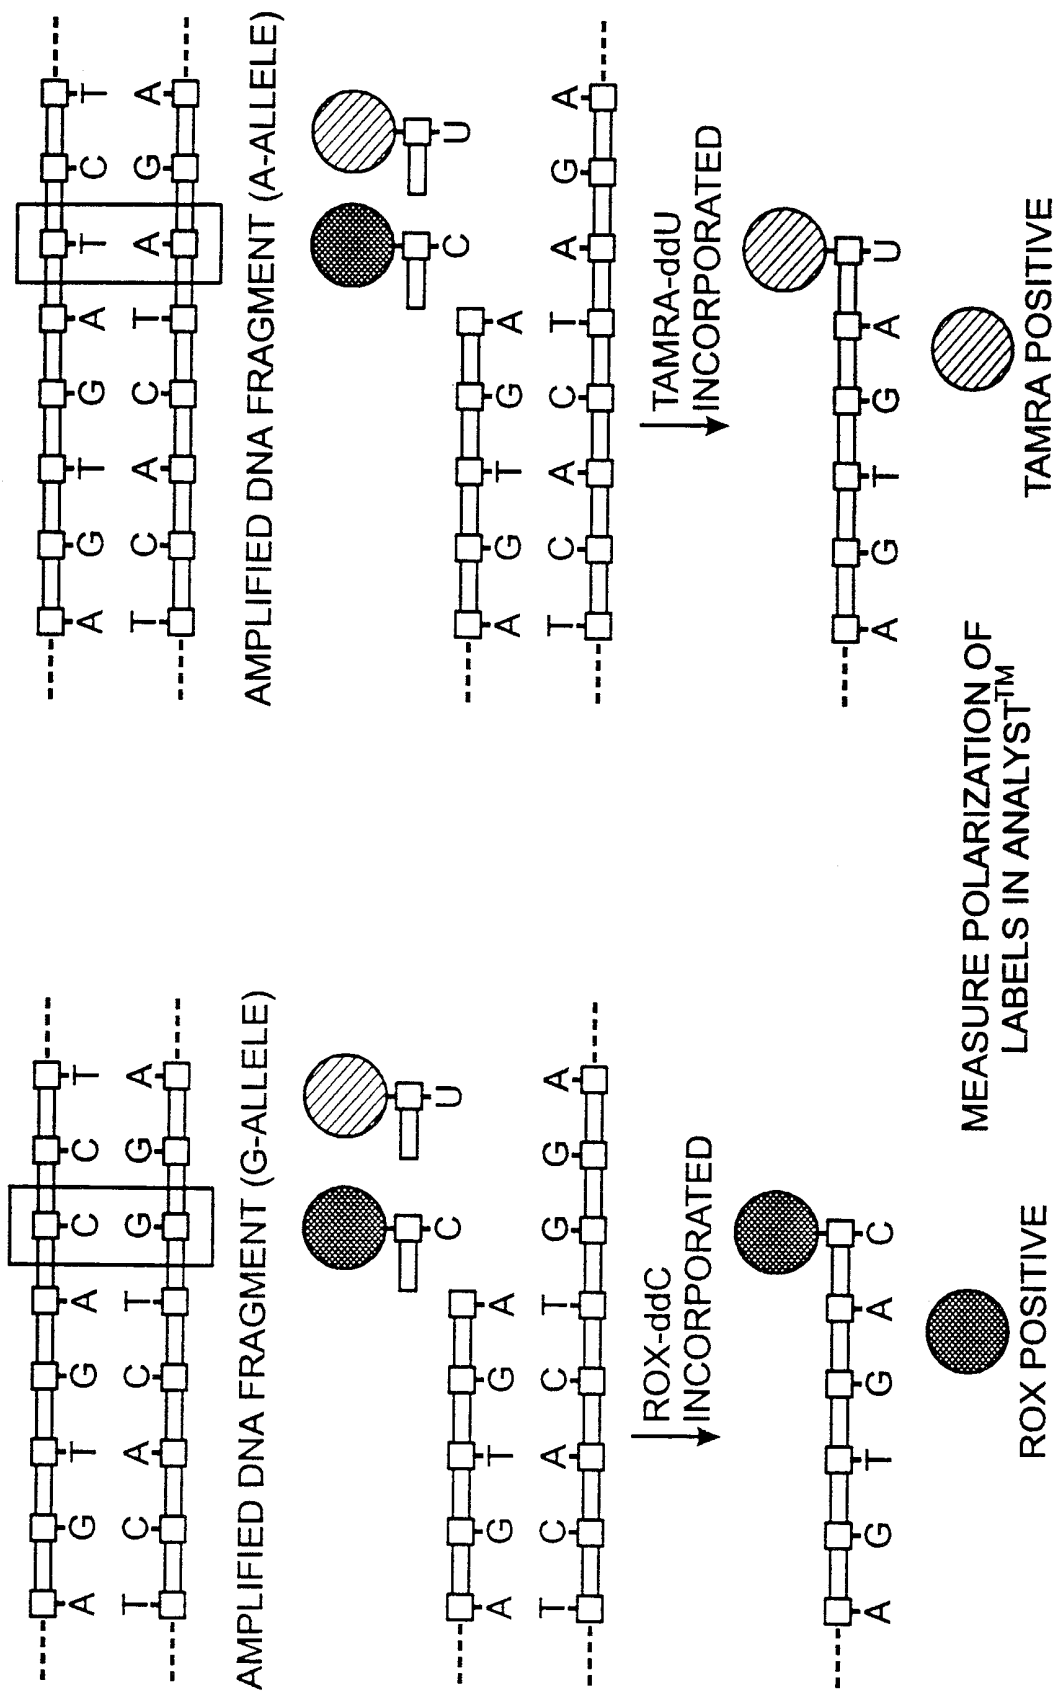 A G T G A C C T
T C A C T G G A
AMPLIFIED DNA FRAGMENT (G-ALLELE)
C U
A G T G A
T C A C T G G A
ROX-ddC
INCORPORATED
A G T G A C
ROX POSITIVE
A G T G A T C T
T C A C T A G A
AMPLIFIED DNA FRAGMENT (A-ALLELE)
C U
A G T G A
T C A C T A G A
TAMRA-ddU
INCORPORATED
A G T G A U
TAMRA POSITIVE
MEASURE POLARIZATION OF
LABELS IN ANALYST™